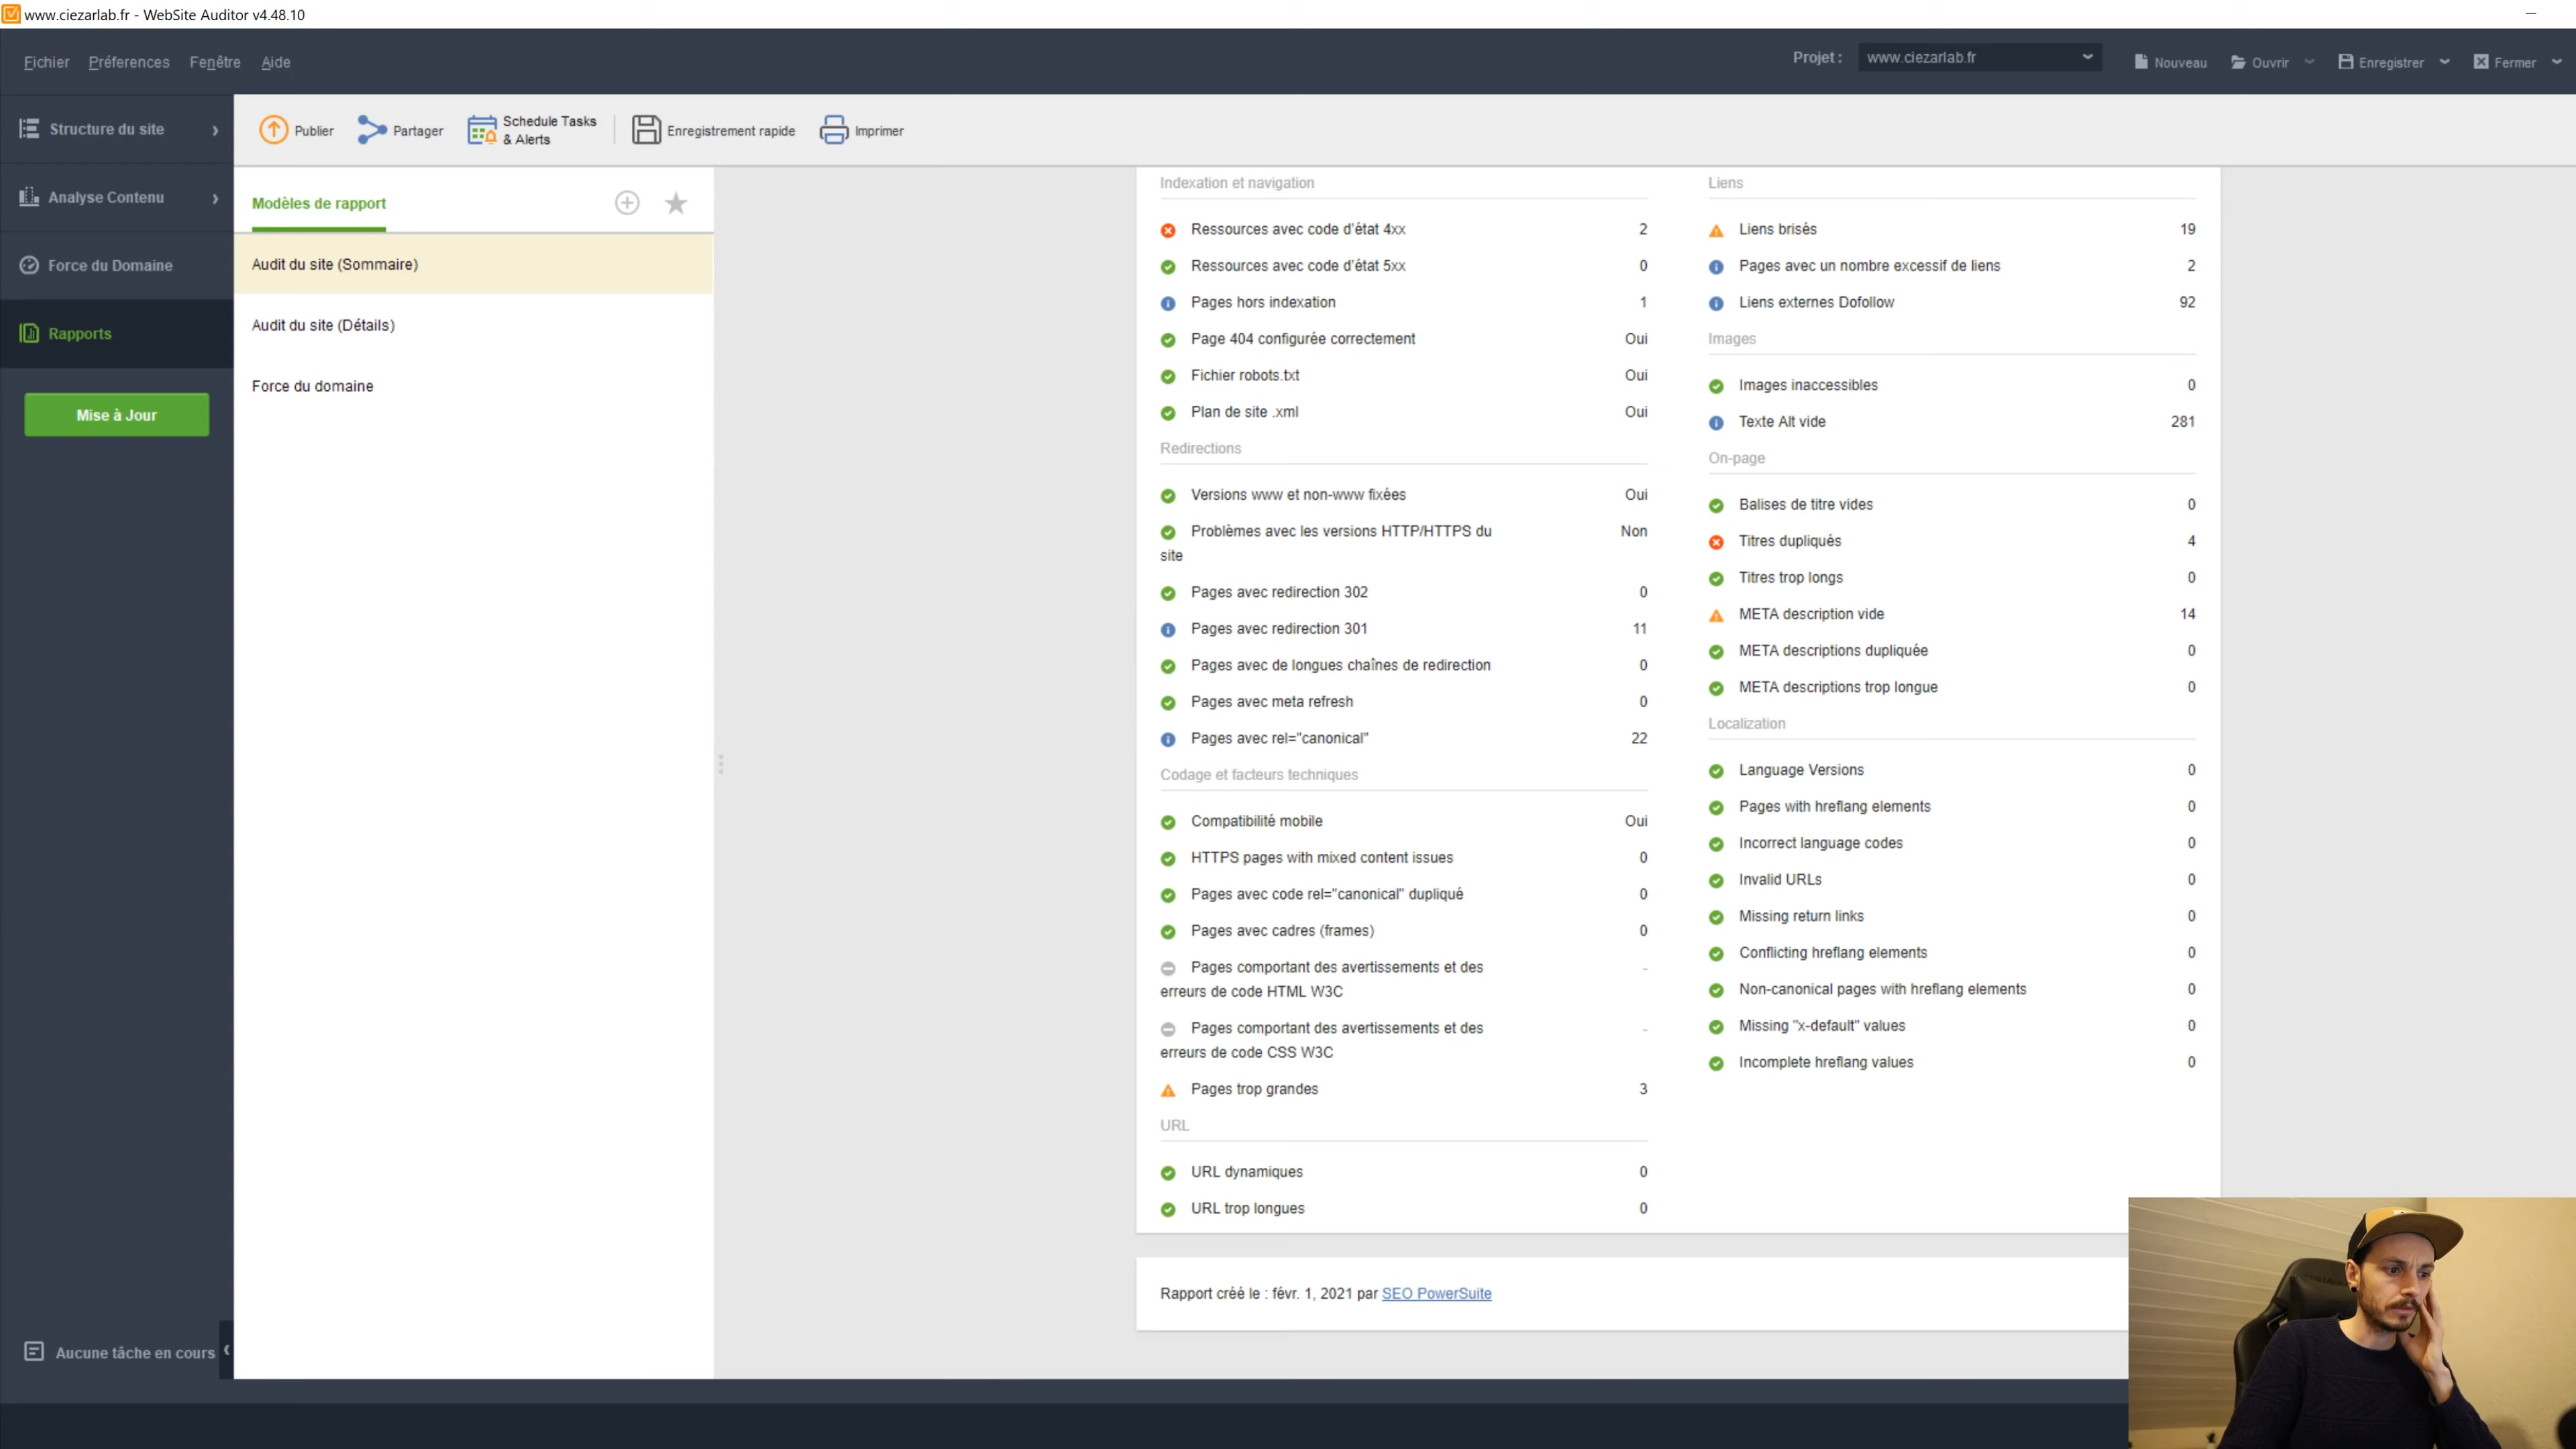 www.ciezarlab.fr - WebSite Auditor v4.48.10
Fichier Préferences Fenêtre Aide
Projet : www.ciezarlab.fr Nouveau Ouvrir Enregistrer Fermer
Structure du site
Analyse Contenu
Force du Domaine
Rapports
Mise à Jour
Aucune tâche en cours
Publier Partager Schedule Tasks
& Alerts
Enregistrement rapide Imprimer
Modèles de rapport
Audit du site (Sommaire)
Audit du site (Détails)
Force du domaine
Indexation et navigation
Ressources avec code d'état 4xx 2
Ressources avec code d'état 5xx 0
Pages hors indexation 1
Page 404 configurée correctement Oui
Fichier robots.txt Oui
Plan de site .xml Oui
Redirections
Versions www et non-www fixées Oui
Problèmes avec les versions HTTP/HTTPS du Non
site
Pages avec redirection 302 0
Pages avec redirection 301 11
Pages avec de longues chaînes de redirection 0
Pages avec meta refresh 0
Pages avec rel="canonical" 22
Codage et facteurs techniques
Compatibilité mobile Oui
HTTPS pages with mixed content issues 0
Pages avec code rel="canonical" dupliqué 0
Pages avec cadres (frames) 0
Pages comportant des avertissements et des -
erreurs de code HTML W3C
Pages comportant des avertissements et des -
erreurs de code CSS W3C
Pages trop grandes 3
URL
URL dynamiques 0
URL trop longues 0
Liens
Liens brisés 19
Pages avec un nombre excessif de liens 2
Liens externes Dofollow 92
Images
Images inaccessibles 0
Texte Alt vide 281
On-page
Balises de titre vides 0
Titres dupliqués 4
Titres trop longs 0
META description vide 14
META descriptions dupliquée 0
META descriptions trop longue 0
Localization
Language Versions 0
Pages with hreflang elements 0
Incorrect language codes 0
Invalid URLs 0
Missing return links 0
Conflicting hreflang elements 0
Non-canonical pages with hreflang elements 0
Missing "x-default" values 0
Incomplete hreflang values 0
Rapport créé le : févr. 1, 2021 par SEO PowerSuite